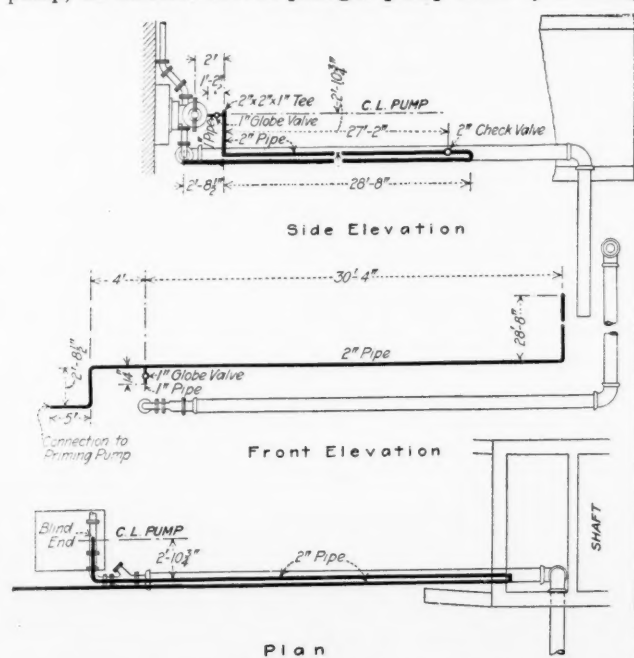 2'
1'-2"
2"x2"x1" Tee
2'-10¾"
C.L. PUMP
1" Globe Valve
27'-2"
2" Check Valve
1" Pipe
2" Pipe
2'-8½"
28'-8"
Side Elevation
4'
30'-4"
28'-8"
2'-8½"
2" Pipe
14"
1" Globe Valve
1" Pipe
5'
Connection to
Priming Pump
Front Elevation
Blind
End
C.L. PUMP
2'-10¾"
2" Pipe
SHAFT
Plan